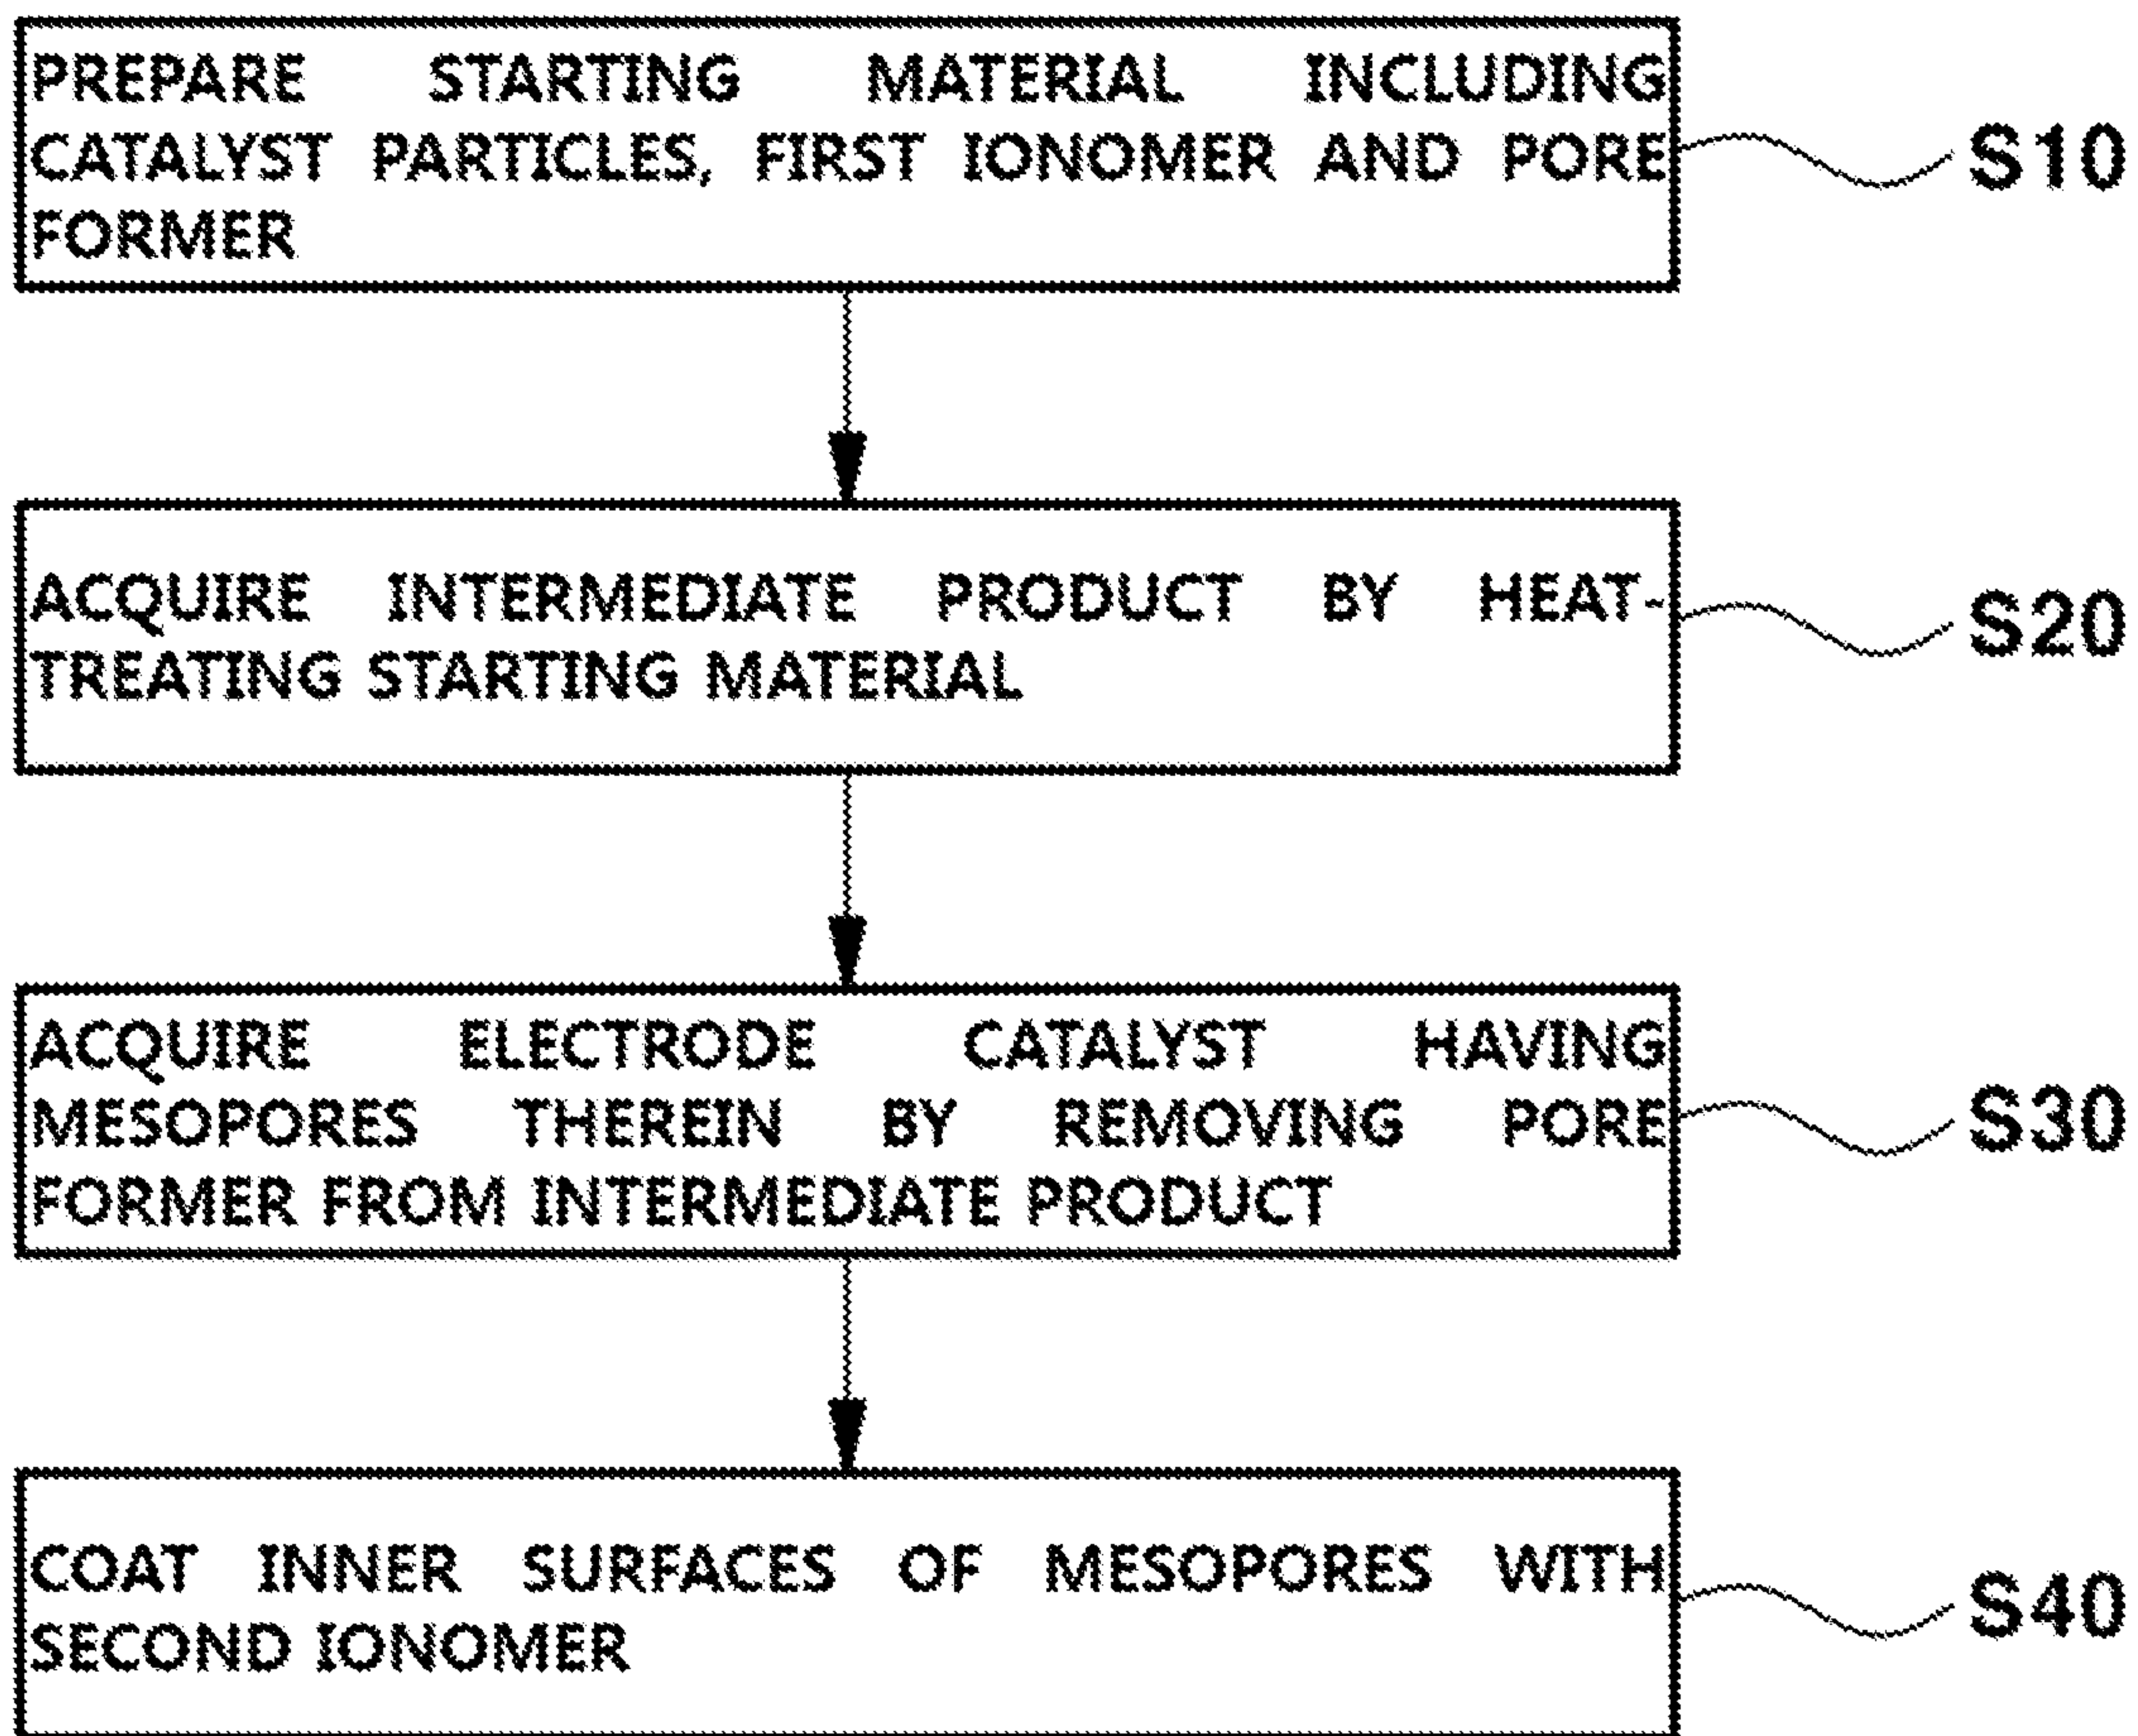 PREPARE STARTING MATERIAL INCLUDING
CATALYST PARTICLES, FIRST IONOMER AND PORE
FORMER
S10
ACQUIRE INTERMEDIATE PRODUCT BY HEAT-
TREATING STARTING MATERIAL
S20
ACQUIRE ELECTRODE CATALYST HAVING
MESOPORES THEREIN BY REMOVING PORE
FORMER FROM INTERMEDIATE PRODUCT
S30
COAT INNER SURFACES OF MESOPORES WITH
SECOND IONOMER
S40